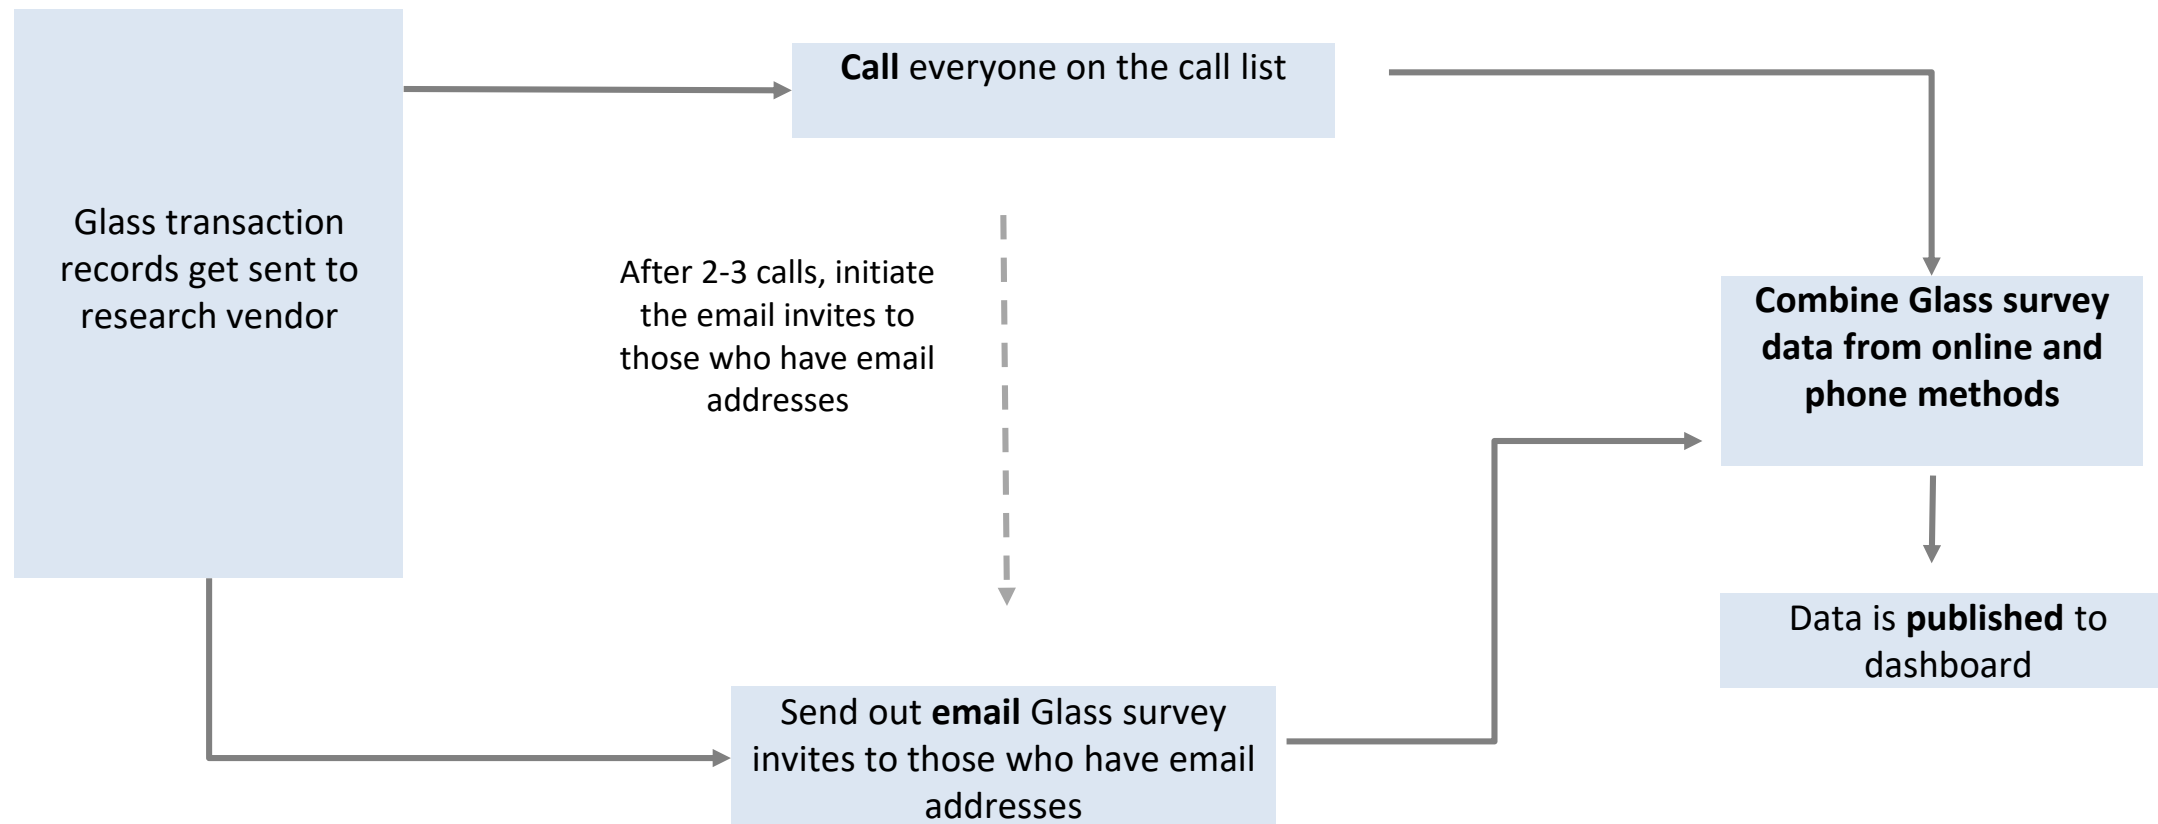 Call everyone on the call list
Glass transaction
records get sent to
research vendor
After 2-3 calls, initiate
the email invites to
those who have email
addresses
Combine Glass survey
data from online and
phone methods
Data is published to
dashboard
Send out email Glass survey
invites to those who have email
addresses